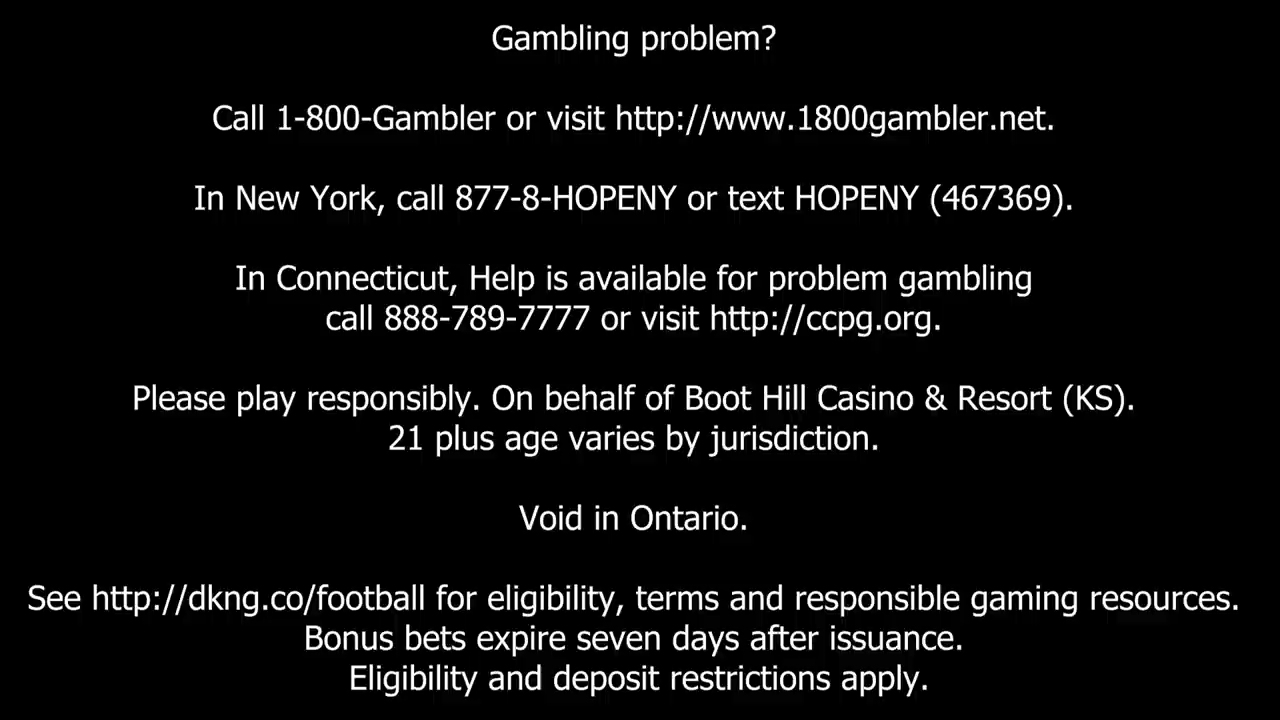 Gambling problem?
Call 1-800-Gambler or visit http://www.1800gambler.net.
In New York, call 877-8-HOPENY or text HOPENY (467369).
In Connecticut, Help is available for problem gambling
call 888-789-7777 or visit http://ccpg.org.
Please play responsibly. On behalf of Boot Hill Casino & Resort (KS).
21 plus age varies by jurisdiction.
Void in Ontario.
See http://dkng.co/football for eligibility, terms and responsible gaming resources.
Bonus bets expire seven days after issuance.
Eligibility and deposit restrictions apply.